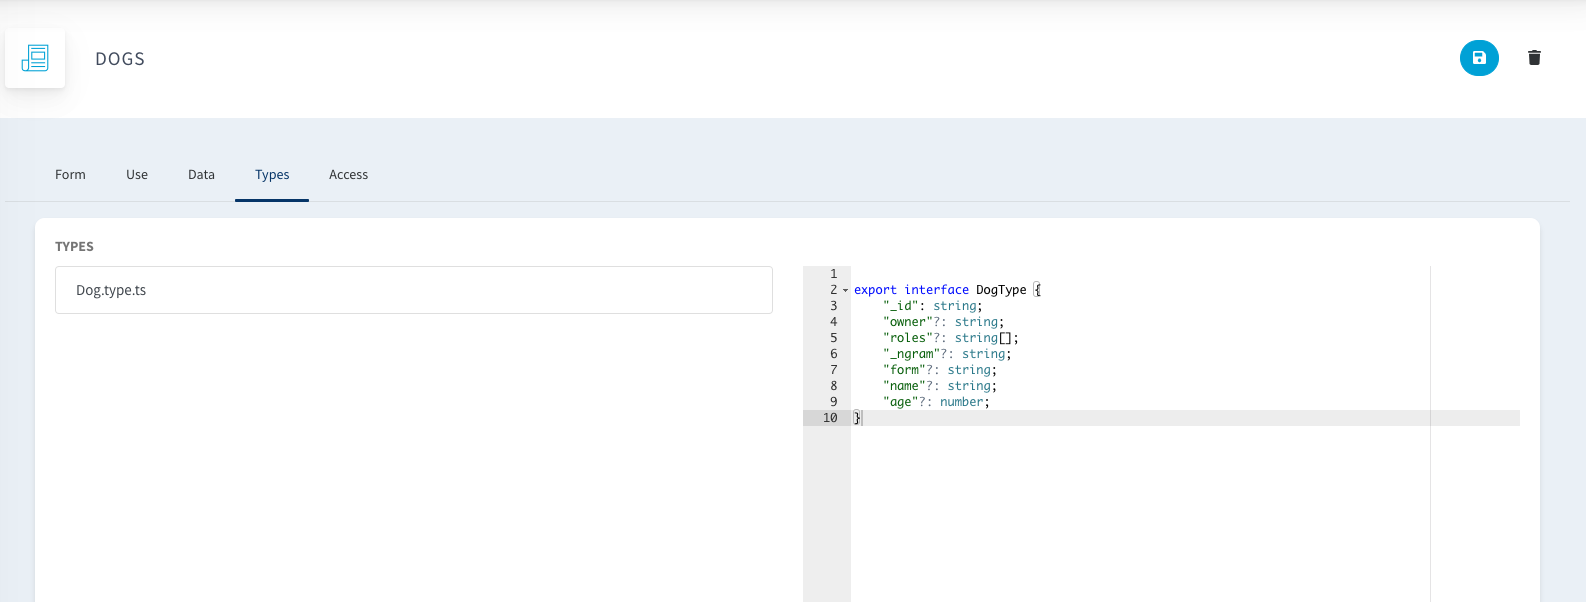 DOGS
Form Use Data Types Access
TYPES
Dog.type.ts
1
2 export interface DogType {
3 "_id": string;
4 "owner"?: string;
5 "roles"?: string[];
6 "_ngram"?: string;
7 "form"?: string;
8 "name"?: string;
9 "age"?: number;
10 }